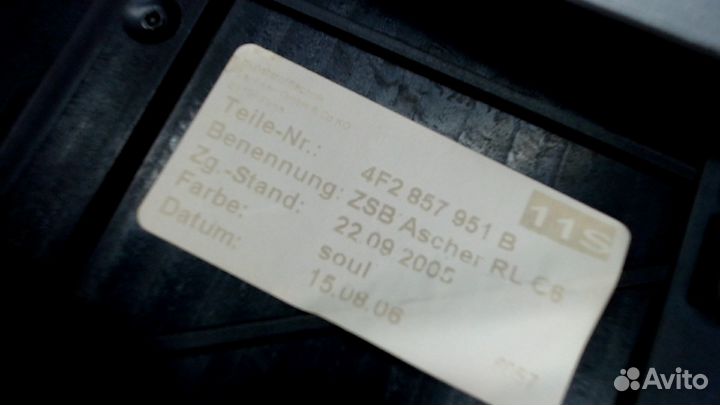 Teile-Nr.: 4F2 857 951 B
11S
Benennung: ZSB Ascher RL C6
Zg.-Stand: 22.09.2005
Farbe: soul
Datum: 15.08.06
Avito